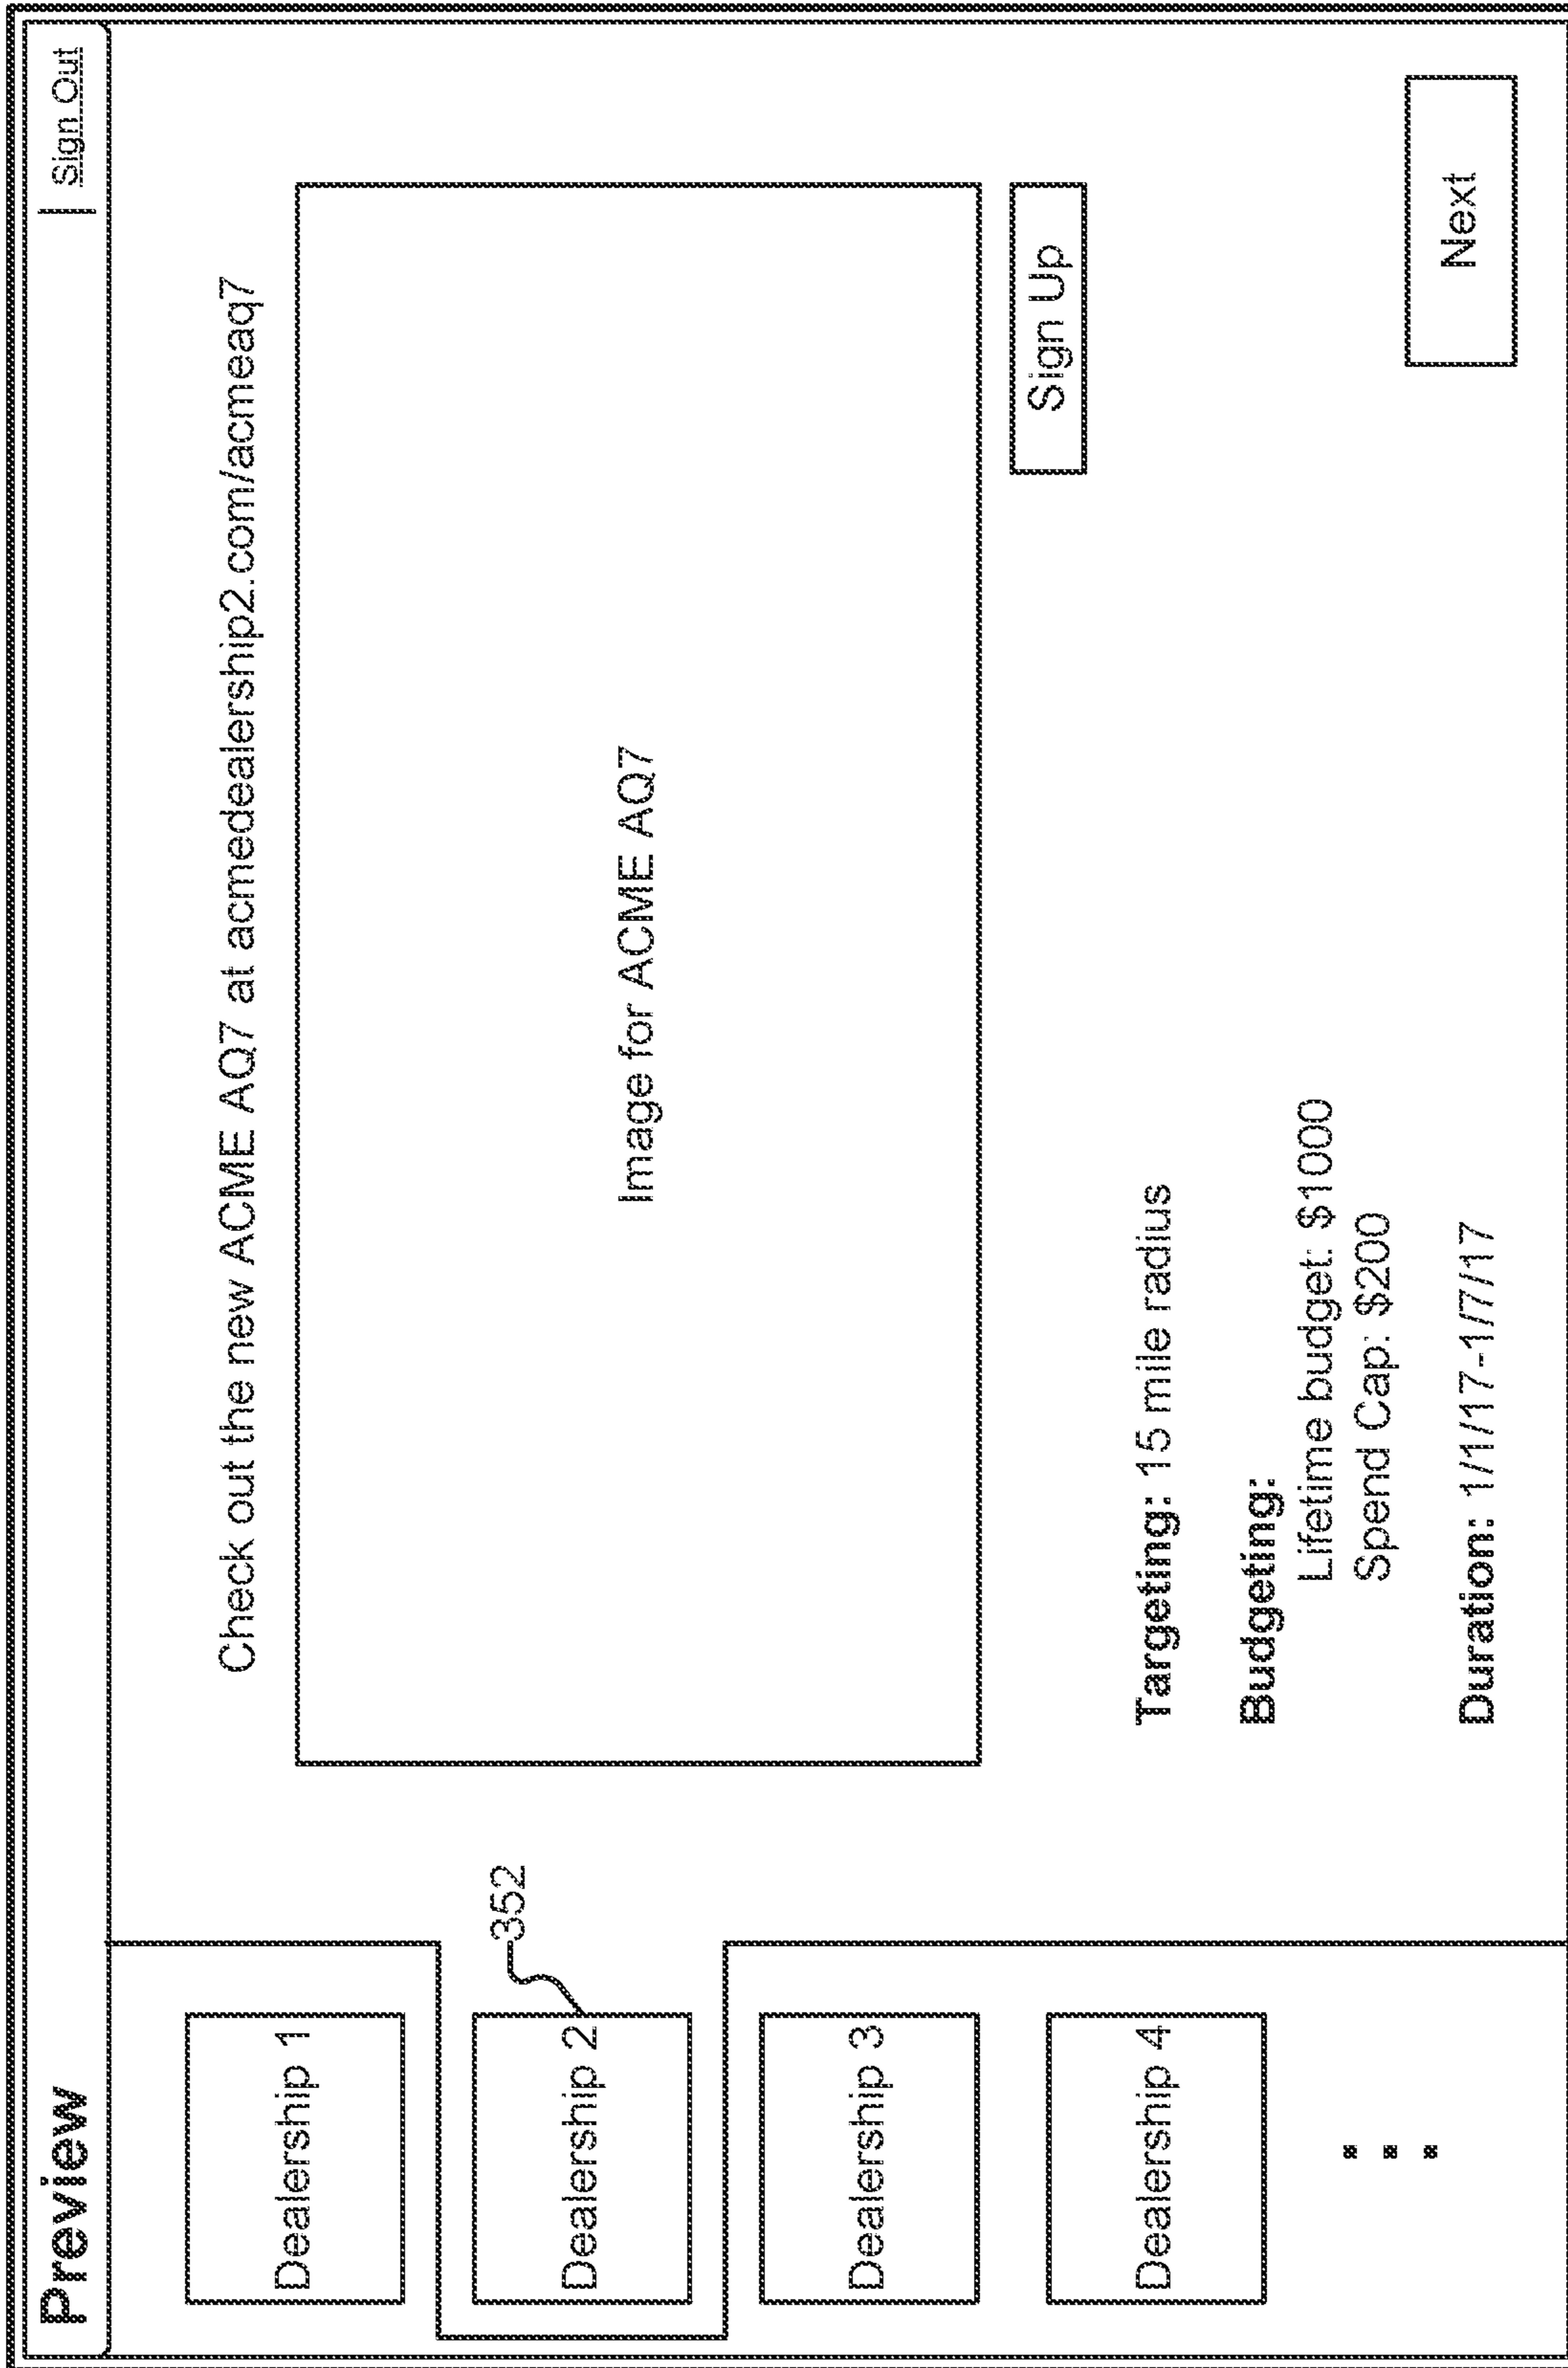 Preview
| Sign Out
Dealership 1
Dealership 2
352
Dealership 3
Dealership 4
Check out the new ACME AQ7 at acmedealership2.com/acmeaq7
Image for ACME AQ7
Sign Up
Targeting: 15 mile radius
Budgeting:
Lifetime budget: $1000
Spend Cap: $200
Duration: 1/1/17-1/7/17
Next